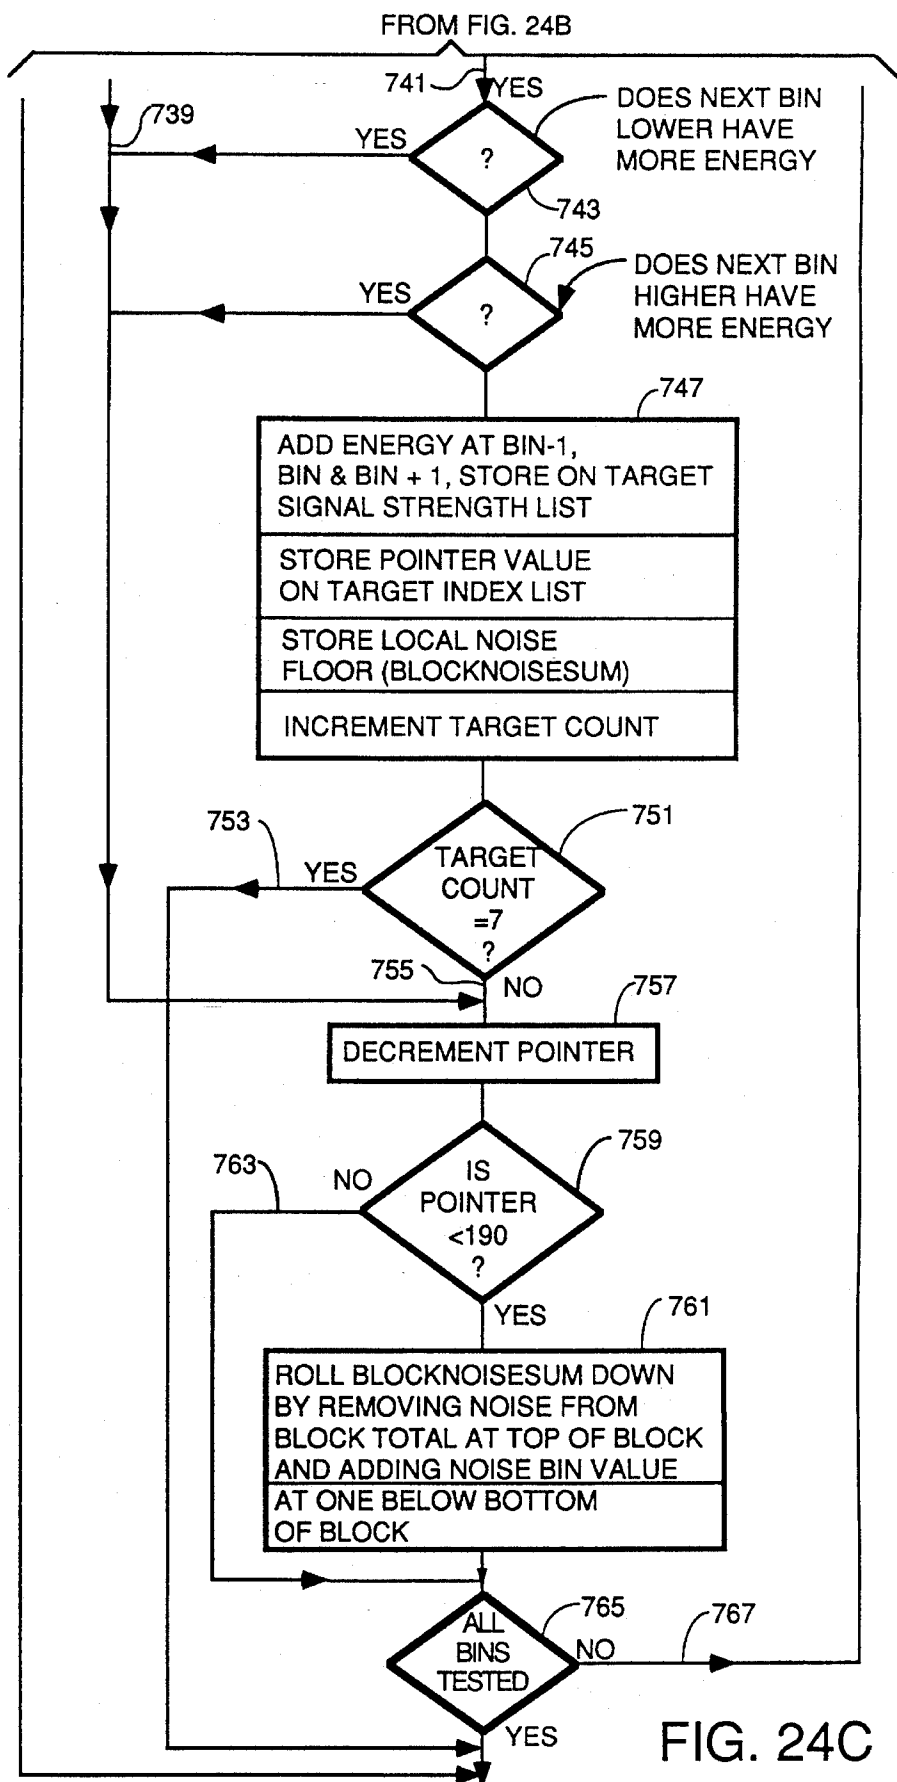 FROM FIG. 24B
741
YES
DOES NEXT BIN
LOWER HAVE
MORE ENERGY
739
YES
?
743
745
DOES NEXT BIN
HIGHER HAVE
MORE ENERGY
YES
?
747
ADD ENERGY AT BIN-1,
BIN & BIN + 1, STORE ON TARGET
SIGNAL STRENGTH LIST
STORE POINTER VALUE
ON TARGET INDEX LIST
STORE LOCAL NOISE
FLOOR (BLOCKNOISESUM)
INCREMENT TARGET COUNT
753
751
YES
TARGET
COUNT
=7
?
755
NO
757
DECREMENT POINTER
759
763
NO
IS
POINTER
<190
?
YES
761
ROLL BLOCKNOISESUM DOWN
BY REMOVING NOISE FROM
BLOCK TOTAL AT TOP OF BLOCK
AND ADDING NOISE BIN VALUE
AT ONE BELOW BOTTOM
OF BLOCK
765
767
ALL
BINS
TESTED
NO
YES
FIG. 24C